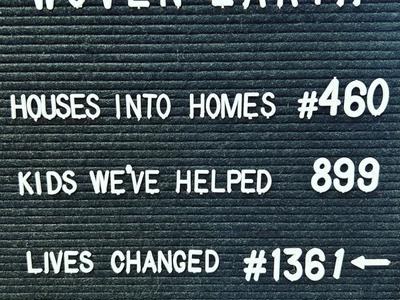 HOUSES INTO HOMES #460
KIDS WE'VE HELPED 899
LIVES CHANGED #1361←